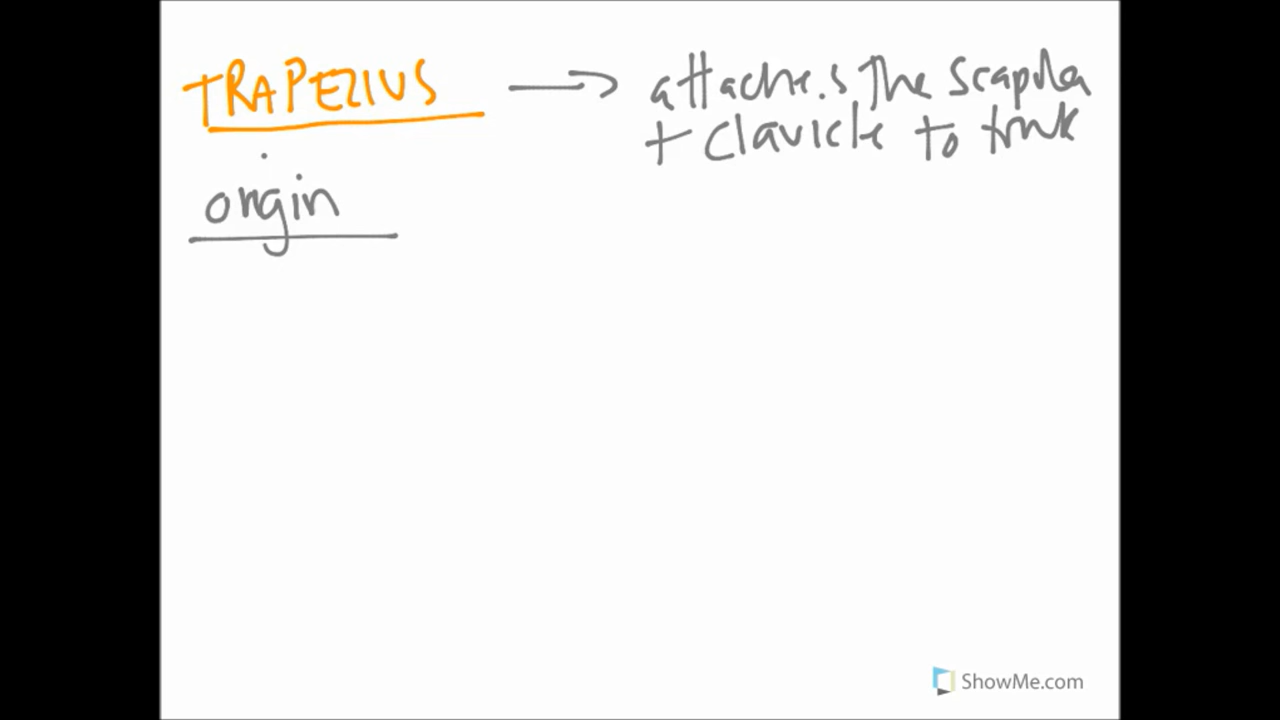 TRAPEZIUS → attaches the scapula
+ clavicle to trunk
origin
ShowMe.com